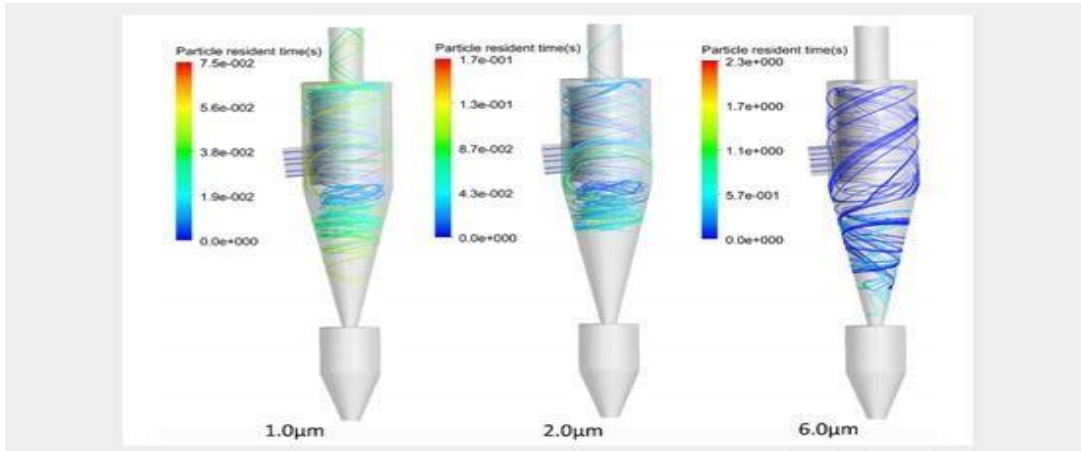 Particle resident time(s)
7.5e-002
5.6e-002
3.8e-002
1.9e-002
0.0e+000
1.0μm
Particle resident time(s)
1.7e-001
1.3e-001
8.7e-002
4.3e-002
0.0e+000
2.0μm
Particle resident time(s)
2.3e+000
1.7e+000
1.1e+000
5.7e-001
0.0e+000
6.0μm